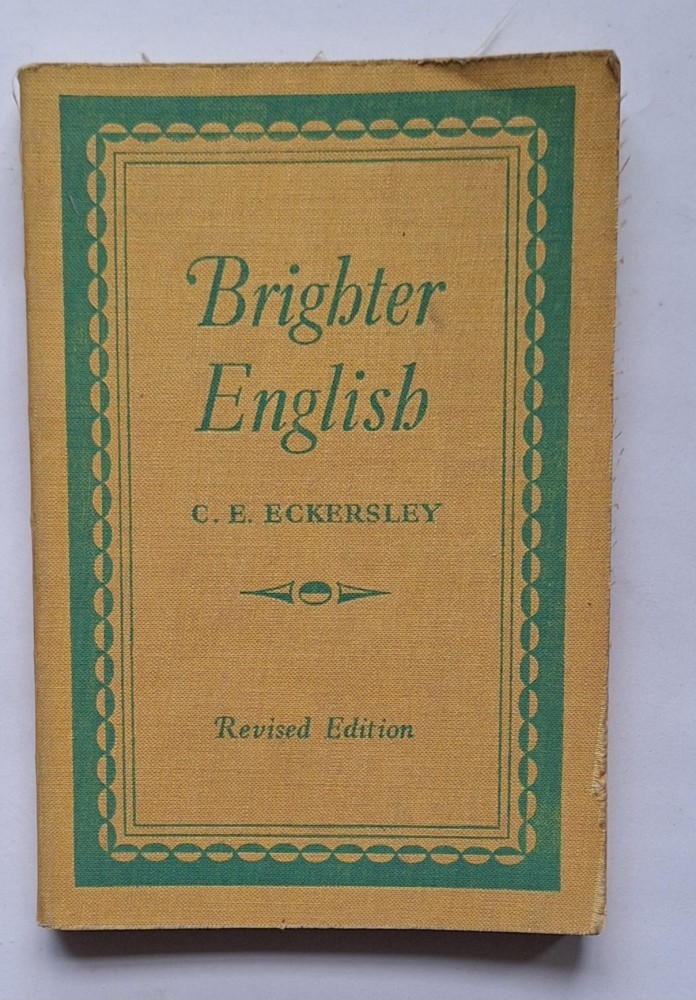 Brighter
English
C. E. ECKERSLEY
Revised Edition